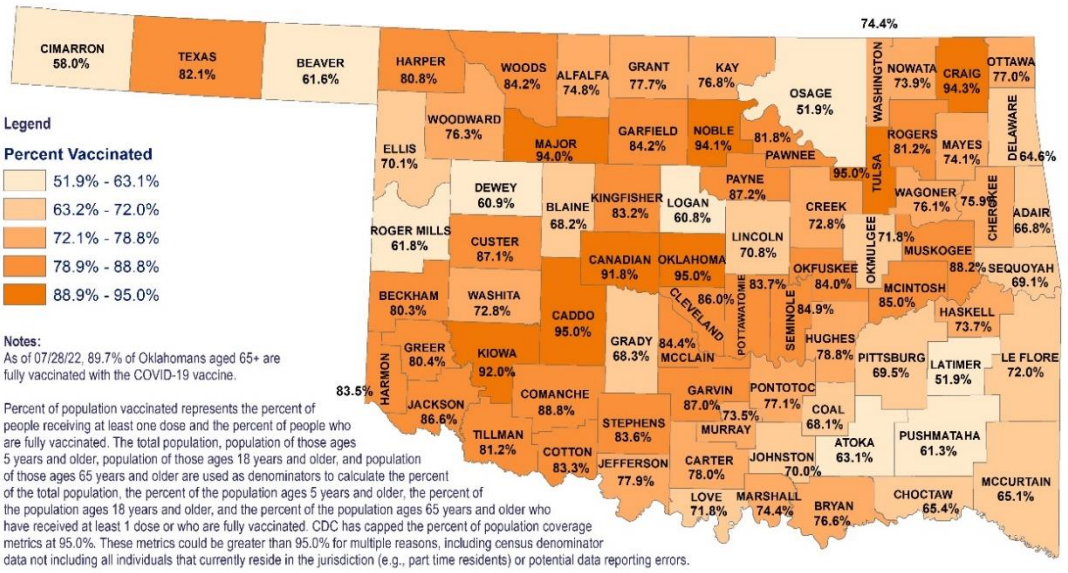 74.4%
CIMARRON
58.0%
TEXAS
82.1%
BEAVER
61.6%
HARPER
80.8%
WOODS
84.2%
ALFALFA
74.8%
GRANT
77.7%
KAY
76.8%
OSAGE
51.9%
WASHINGTON
NOWATA
73.9%
CRAIG
94.3%
OTTAWA
77.0%
DELAWARE
64.6%
WOODWARD
76.3%
ELLIS
70.1%
MAJOR
94.0%
GARFIELD
84.2%
NOBLE
94.1%
81.8%
PAWNEE
95.0%
TULSA
ROGERS
81.2%
MAYES
74.1%
Legend
Percent Vaccinated
51.9% - 63.1%
63.2% - 72.0%
72.1% - 78.8%
78.9% - 88.8%
88.9% - 95.0%
DEWEY
60.9%
BLAINE
68.2%
KINGFISHER
83.2%
LOGAN
60.8%
PAYNE
87.2%
CREEK
72.8%
WAGONER
76.1%
75.9%
CHEROKEE
ADAIR
66.8%
ROGER MILLS
61.8%
CUSTER
87.1%
CANADIAN
91.8%
OKLAHOMA
95.0%
LINCOLN
70.8%
OKMULGEE
71.8%
MUSKOGEE
88.2%
SEQUOYAH
69.1%
OKFUSKEE
84.0%
MCINTOSH
85.0%
BECKHAM
80.3%
WASHITA
72.8%
CADDO
95.0%
GRADY
68.3%
CLEVELAND
86.0%
POTTAWATOMIE
83.7%
SEMINOLE
84.9%
HUGHES
78.8%
HASKELL
73.7%
PITTSBURG
69.5%
LATIMER
51.9%
LE FLORE
72.0%
84.4%
MCCLAIN
GREER
80.4%
KIOWA
92.0%
83.5%
HARMON
JACKSON
86.6%
COMANCHE
88.8%
TILLMAN
81.2%
COTTON
83.3%
STEPHENS
83.6%
JEFFERSON
77.9%
GARVIN
87.0%
73.5%
MURRAY
PONTOTOC
77.1%
COAL
68.1%
ATOKA
63.1%
PUSHMATAHA
61.3%
CARTER
78.0%
JOHNSTON
70.0%
LOVE
71.8%
MARSHALL
74.4%
BRYAN
76.6%
CHOCTAW
65.4%
MCCURTAIN
65.1%
Notes:
As of 07/28/22, 89.7% of Oklahomans aged 65+ are
fully vaccinated with the COVID-19 vaccine.
Percent of population vaccinated represents the percent of
people receiving at least one dose and the percent of people who
are fully vaccinated. The total population, population of those ages
5 years and older, population of those ages 18 years and older, and population
of those ages 65 years and older are used as denominators to calculate the percent
of the total population, the percent of the population ages 5 years and older, the percent of
the population ages 18 years and older, and the percent of the population ages 65 years and older who
have received at least 1 dose or who are fully vaccinated. CDC has capped the percent of population coverage
metrics at 95.0%. These metrics could be greater than 95.0% for multiple reasons, including census denominator
data not including all individuals that currently reside in the jurisdiction (e.g., part time residents) or potential data reporting errors.